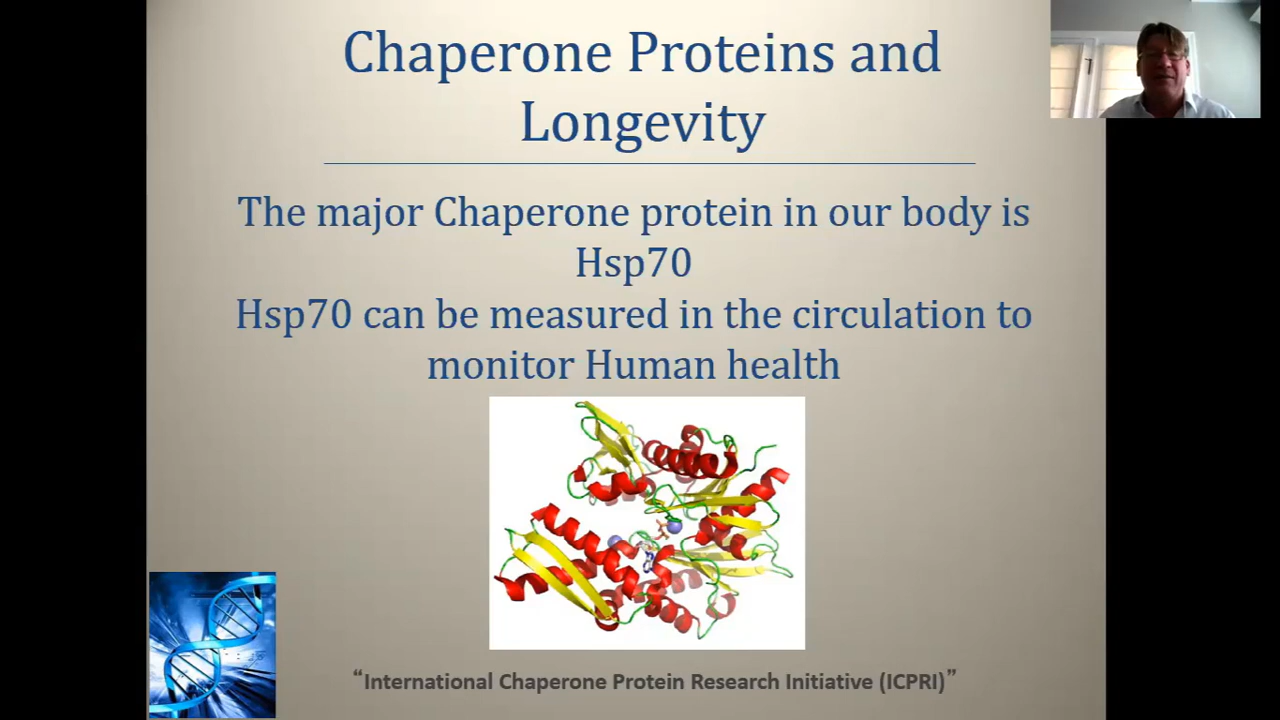 Chaperone Proteins and
Longevity
The major Chaperone protein in our body is
Hsp70
Hsp70 can be measured in the circulation to
monitor Human health
“International Chaperone Protein Research Initiative (ICPRI)”